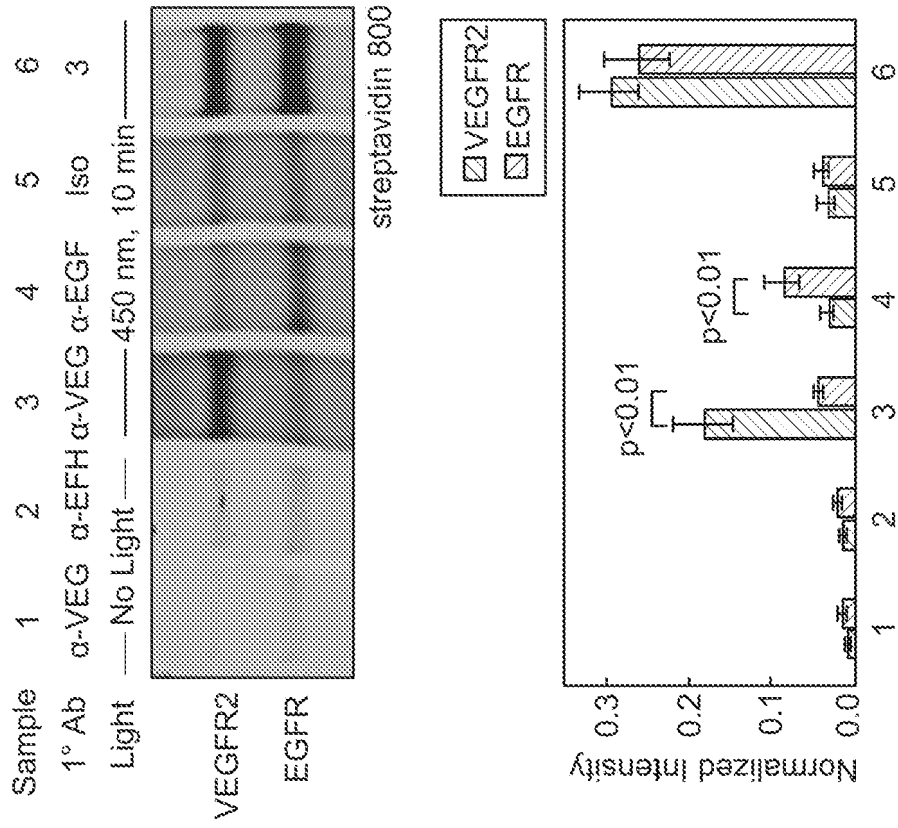 Sample 1 2 3 4 5 6
1° Ab α-VEG α-EFH α-VEG α-EGF Iso 3
Light No Light 450 nm, 10 min
VEGFR2
EGFR
streptavidin 800
VEGFR2
EGFR
Normalized Intensity
0.3
0.2
0.1
0.0
p<0.01
p<0.01
1 2 3 4 5 6